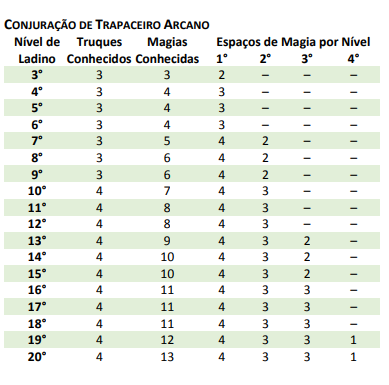 CONJURAÇÃO DE TRAPACEIRO ARCANO
Nível de Truques Magias Espaços de Magia por Nível
Ladino Conhecidos Conhecidas 1° 2° 3° 4°
3° 3 3 2 – – –
4° 3 4 3 – – –
5° 3 4 3 – – –
6° 3 4 3 – – –
7° 3 5 4 2 – –
8° 3 6 4 2 – –
9° 3 6 4 2 – –
10° 4 7 4 3 – –
11° 4 8 4 3 – –
12° 4 8 4 3 – –
13° 4 9 4 3 2 –
14° 4 10 4 3 2 –
15° 4 10 4 3 2 –
16° 4 11 4 3 3 –
17° 4 11 4 3 3 –
18° 4 11 4 3 3 –
19° 4 12 4 3 3 1
20° 4 13 4 3 3 1